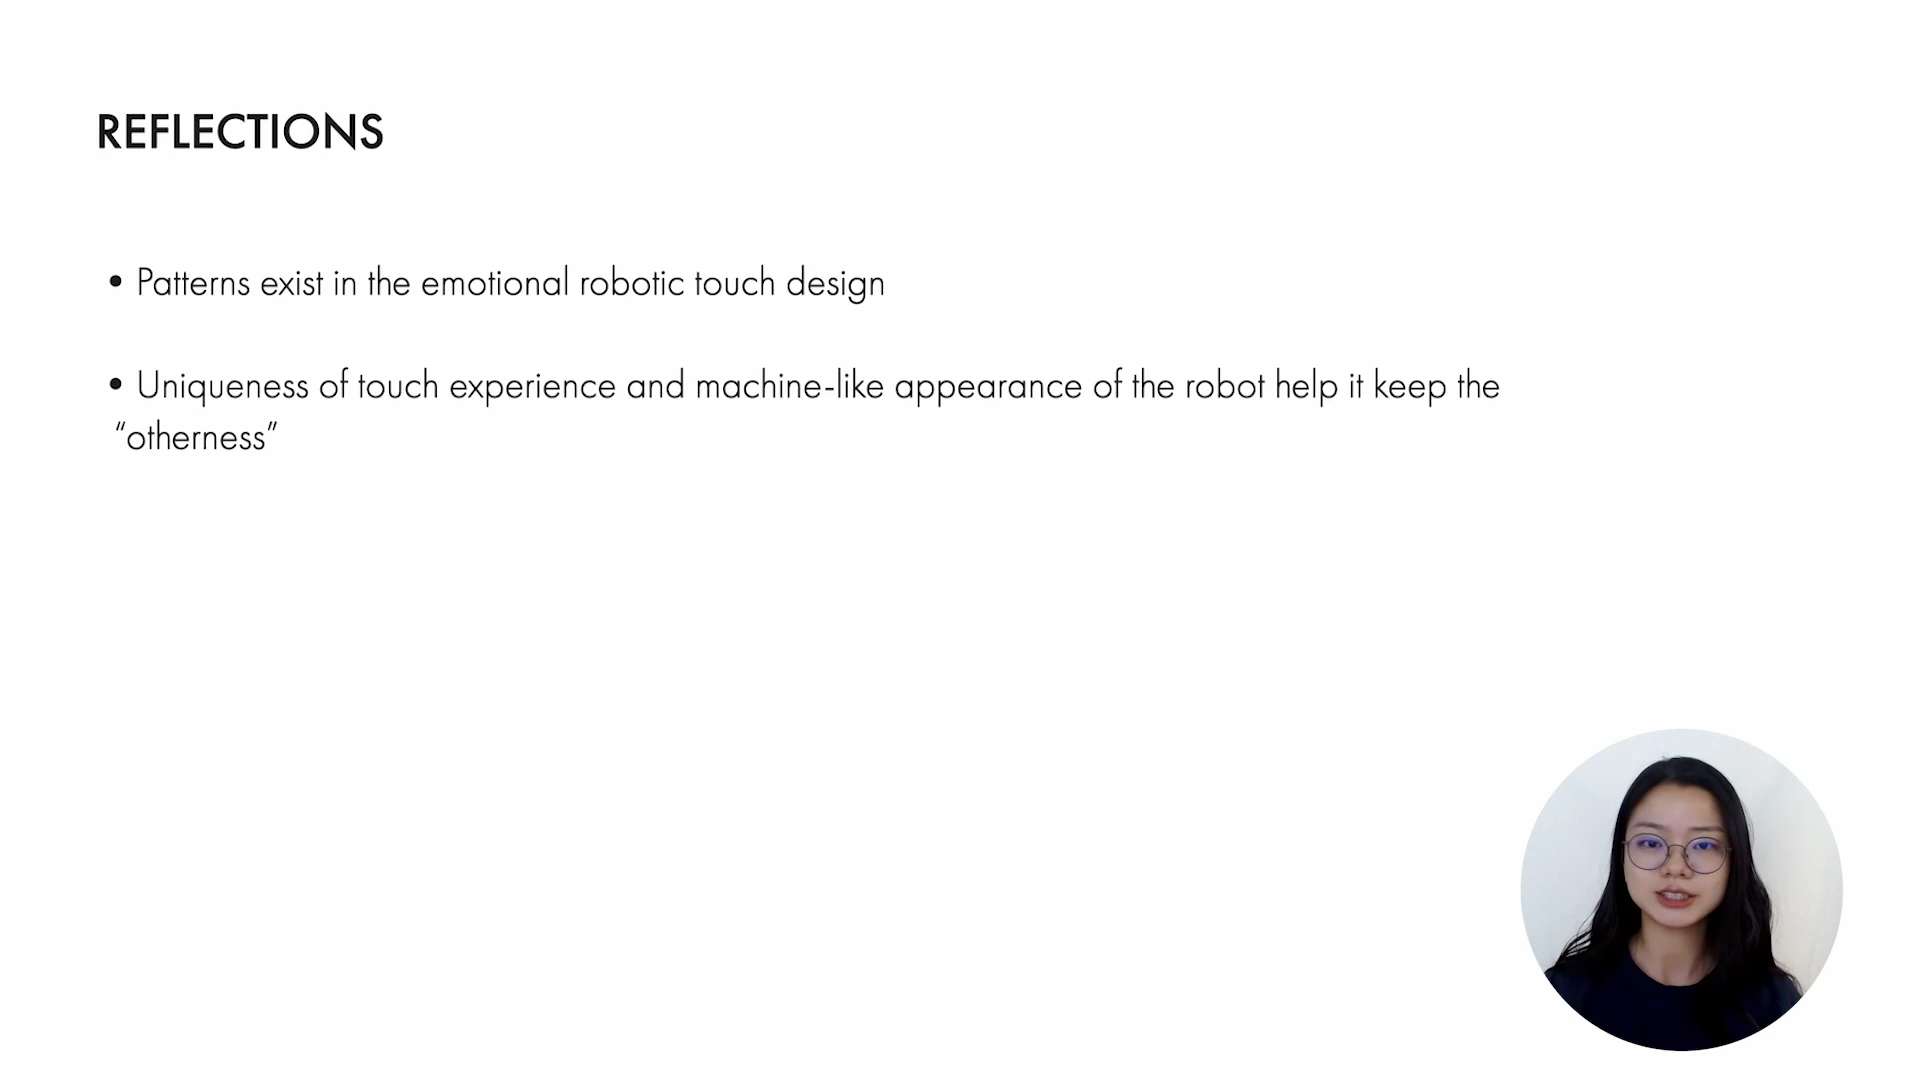 REFLECTIONS
• Patterns exist in the emotional robotic touch design
• Uniqueness of touch experience and machine-like appearance of the robot help it keep the
“otherness”